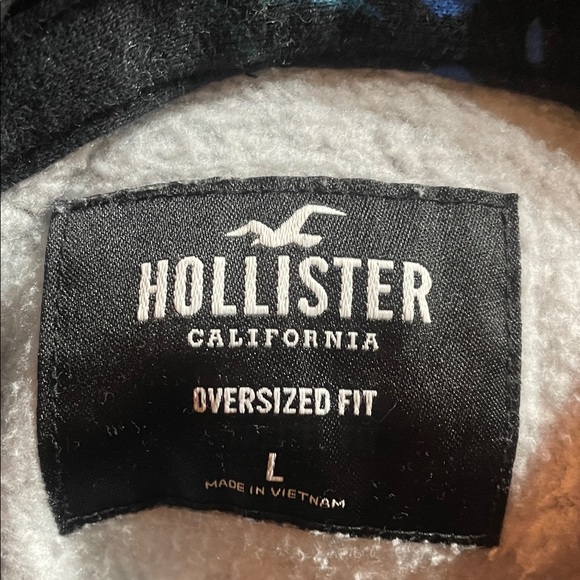 HOLLISTER
CALIFORNIA
OVERSIZED FIT
L
MADE IN VIETNAM